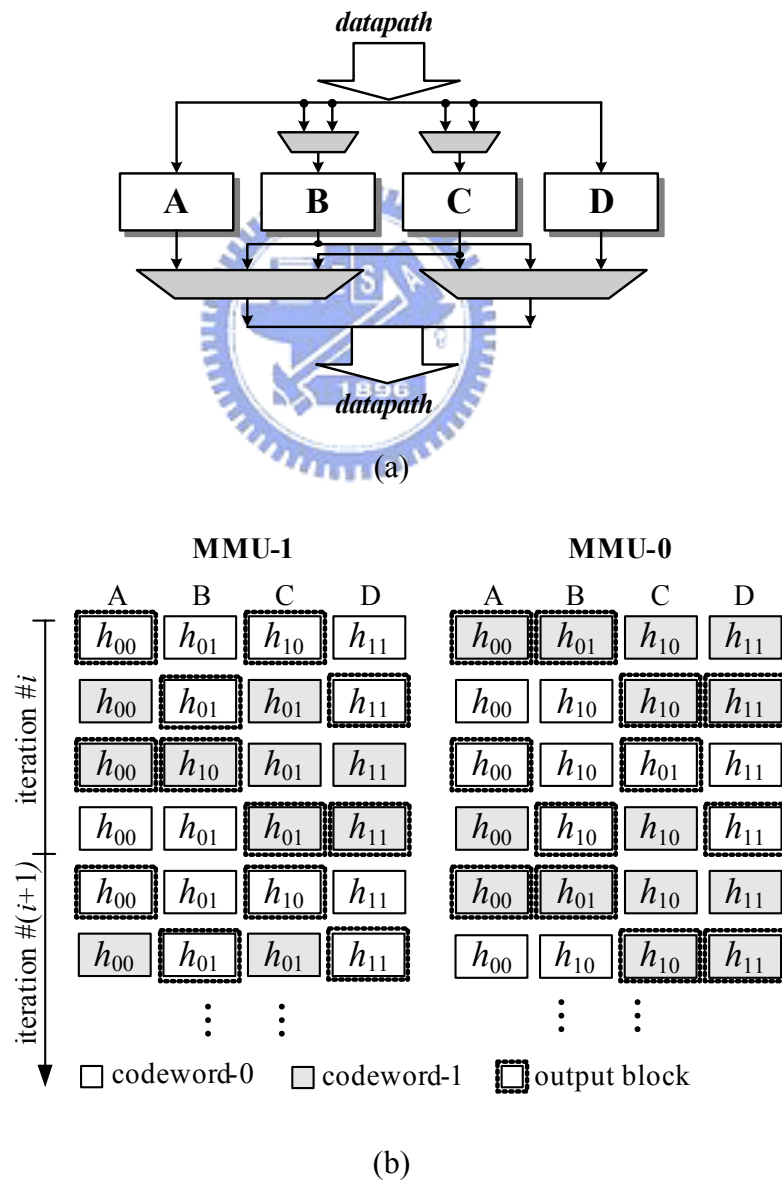 datapath
A B C D
1896
datapath
(a)
MMU-1 MMU-0
A B C D A B C D
h00 h01 h10 h11 h00 h01 h10 h11
h00 h01 h01 h11 h00 h10 h10 h11
h00 h10 h01 h11 h00 h10 h01 h11
h00 h01 h01 h11 h00 h10 h10 h11
h00 h01 h10 h11 h00 h01 h10 h11
h00 h01 h01 h11 h00 h10 h10 h11
iteration #i
iteration #(i+1)
codeword-0 codeword-1 output block
(b)